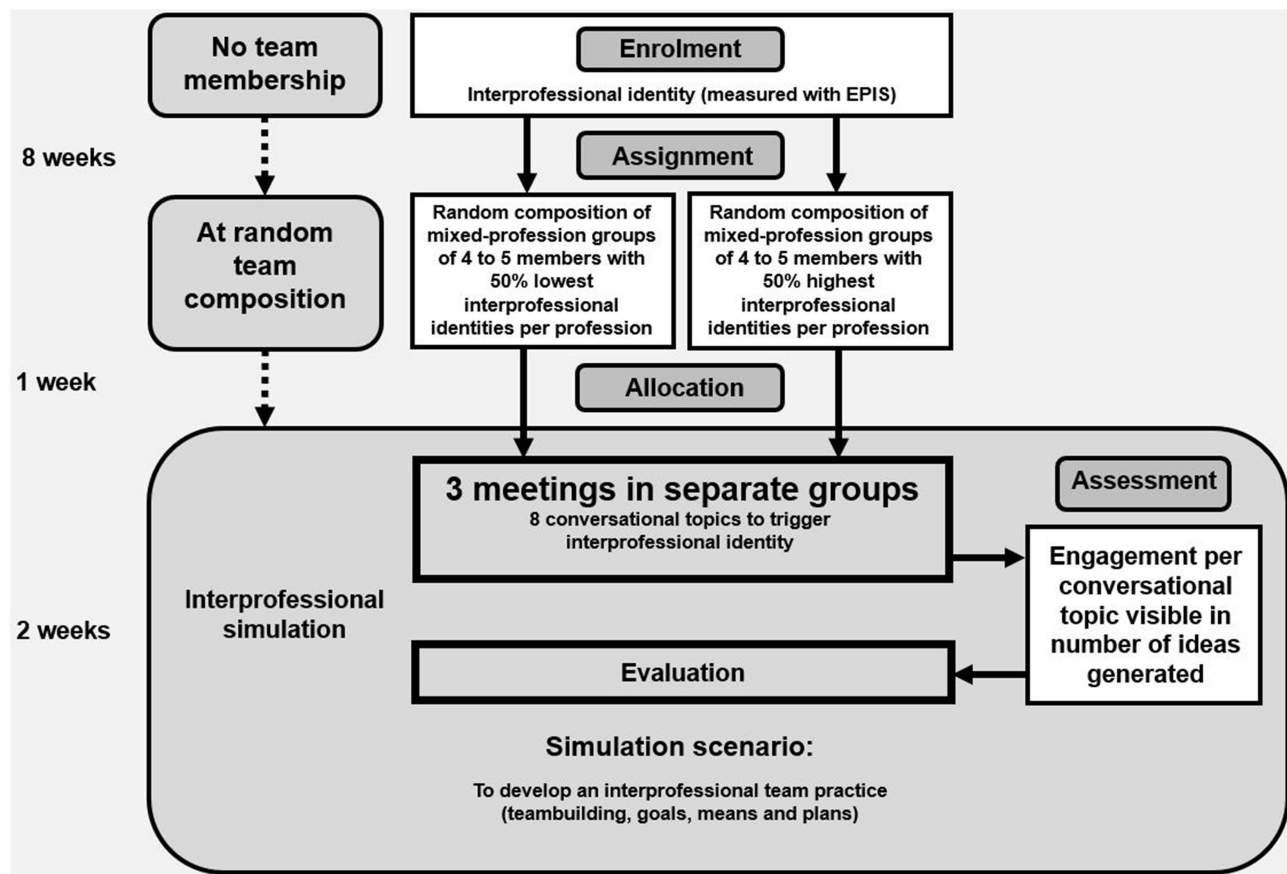 No team
membership
Enrolment
Interprofessional identity (measured with EPIS)
8 weeks
Assignment
At random
team
composition
Random composition of
mixed-profession groups
of 4 to 5 members with
50% lowest
interprofessional
identities per profession
Random composition of
mixed-profession groups
of 4 to 5 members with
50% highest
interprofessional
identities per profession
1 week
Allocation
3 meetings in separate groups
8 conversational topics to trigger
interprofessional identity
Assessment
Engagement per
conversational
topic visible in
number of ideas
generated
2 weeks
Interprofessional
simulation
Evaluation
Simulation scenario:
To develop an interprofessional team practice
(teambuilding, goals, means and plans)